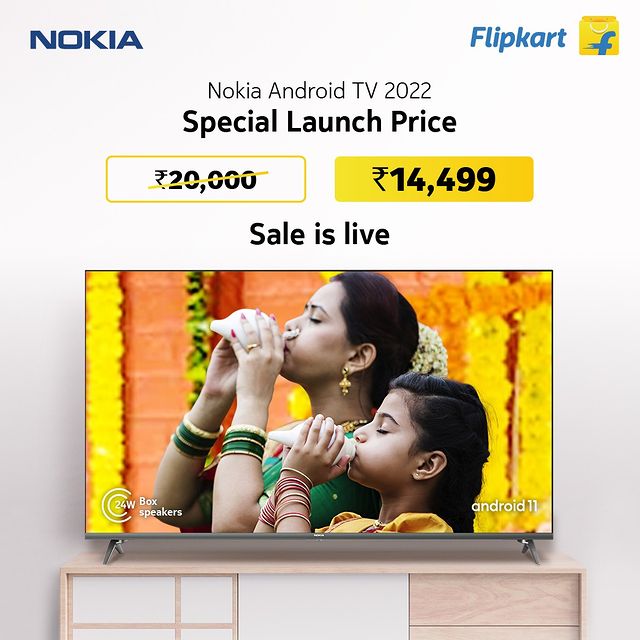 NOKIA
Flipkart
Nokia Android TV 2022
Special Launch Price
₹20,000
₹14,499
Sale is live
24W Box
speakers
android 11
NOKIA